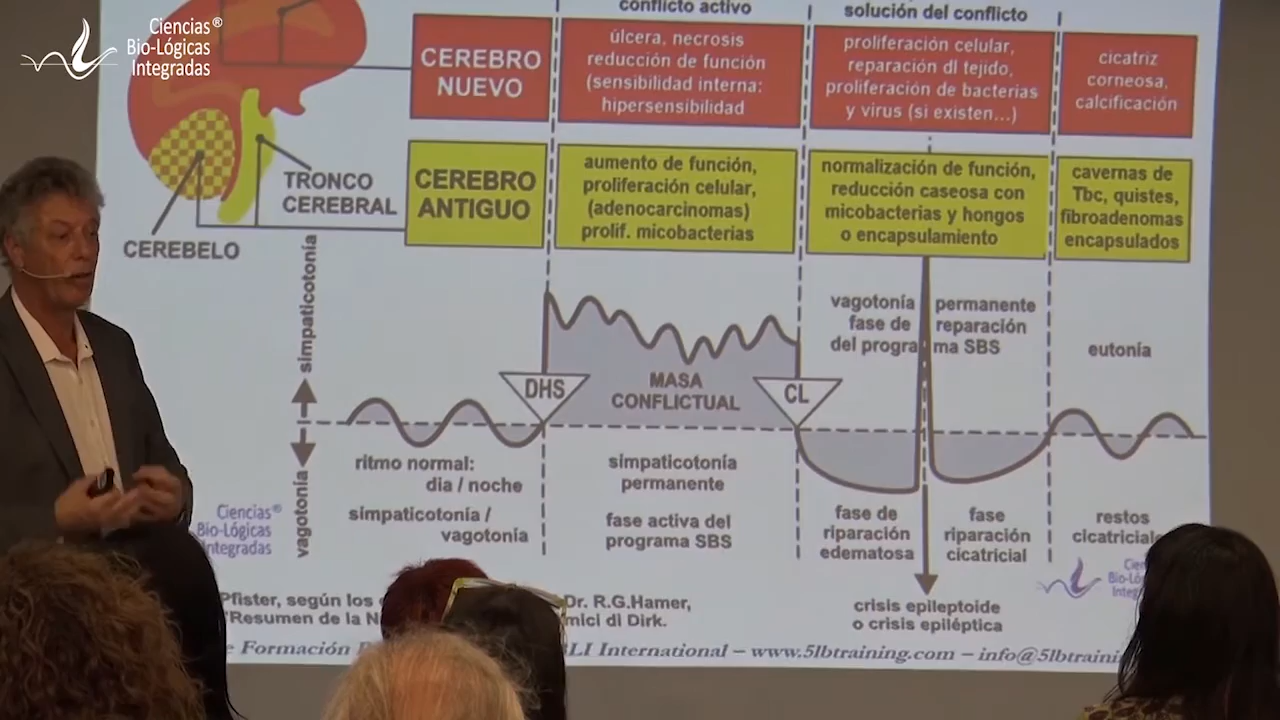 Ciencias®
Bio-Lógicas
Integradas
conflicto activo
solución del conflicto
CEREBRO
NUEVO
úlcera, necrosis
reducción de función
(sensibilidad interna:
hipersensibilidad
proliferación celular,
reparación dl tejido,
proliferación de bacterias
y virus (si existen...)
cicatriz
corneosa,
calcificación
CEREBRO
ANTIGUO
aumento de función,
proliferación celular,
(adenocarcinomas)
prolif. micobacterias
normalización de función,
reducción caseosa con
micobacterias y hongos
o encapsulamiento
cavernas de
Tbc, quistes,
fibroadenomas
encapsulados
TRONCO
CEREBRAL
CEREBELO
simpaticotonía
vagotonía
vagotonía permanente
fase de reparación
del programa SBS
eutonía
DHS
MASA
CONFLICTUAL
CL
ritmo normal:
día / noche
simpaticotonía /
vagotonía
simpaticotonía
permanente
fase activa del
programa SBS
fase de
riparación
edematosa
fase
riparación
cicatricial
restos
cicatriciale
crisis epileptoide
o crisis epiléptica
Ciencias®
Bio-Lógicas
Integradas
Pfister, según los Dr. R.G.Hamer,
"Resumen de la mici di Dirk.
Formación LI International – www.5lbtraining.com – info@5lbtraini